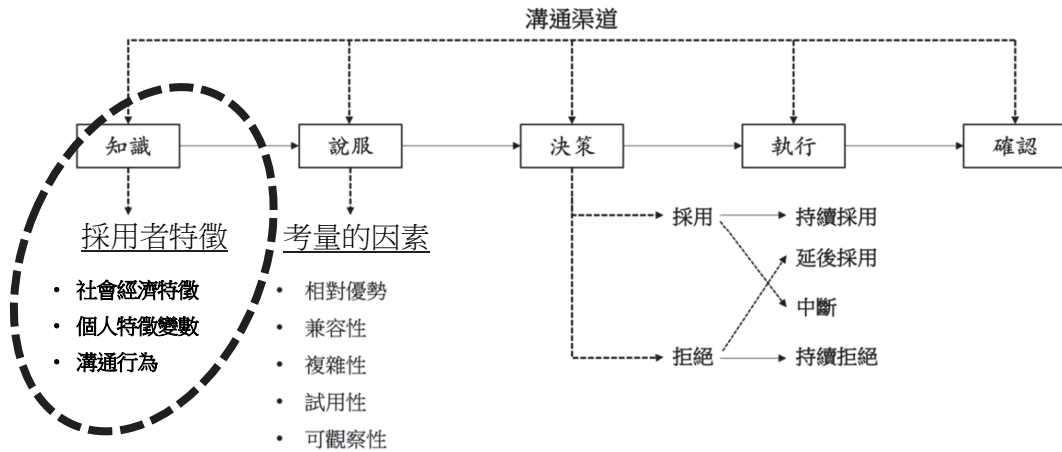 溝通渠道
知識
說服
決策
執行
確認
採用者特徵
• 社會經濟特徵
• 個人特徵變數
• 溝通行為
考量的因素
• 相對優勢
• 兼容性
• 複雜性
• 試用性
• 可觀察性
採用
持續採用
延後採用
中斷
拒絕
持續拒絕